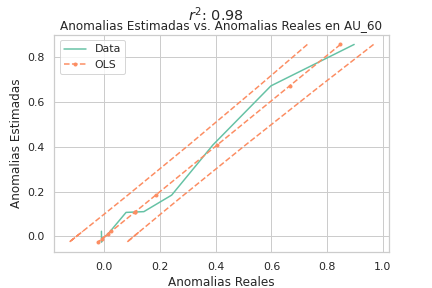 r²: 0.98
Anomalias Estimadas vs. Anomalias Reales en AU_60
Data
OLS
Anomalias Estimadas
0.8
0.6
0.4
0.2
0.0
0.0 0.2 0.4 0.6 0.8 1.0
Anomalias Reales